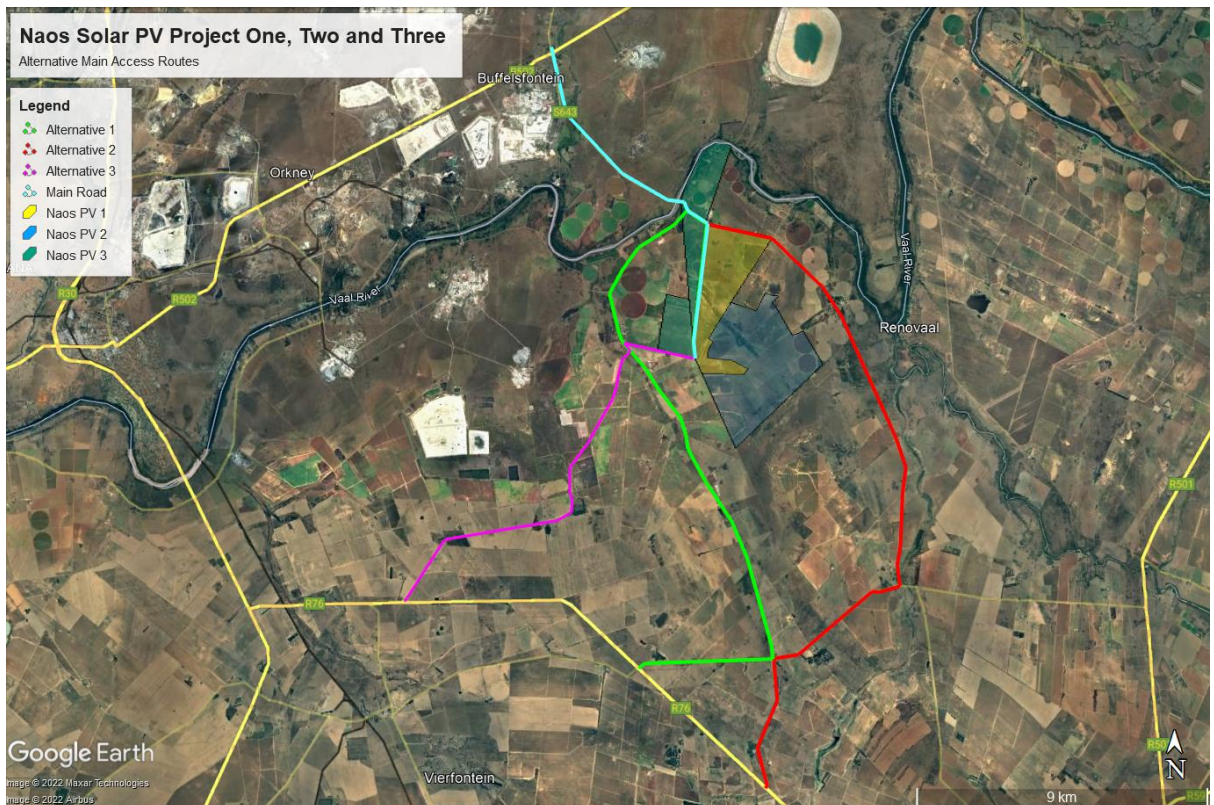 Naos Solar PV Project One, Two and Three
Alternative Main Access Routes
Legend
Alternative 1
Alternative 2
Alternative 3
Main Road
Naos PV 1
Naos PV 2
Naos PV 3
Buffelsfontein
S643
Orkney
R30
R502
Vaal River
Vaal River
Renovaal
R501
R76
R76
Vierfontein
Google Earth
Image © 2022 Maxar Technologies
Image © 2022 Airbus
N
9 km
R59